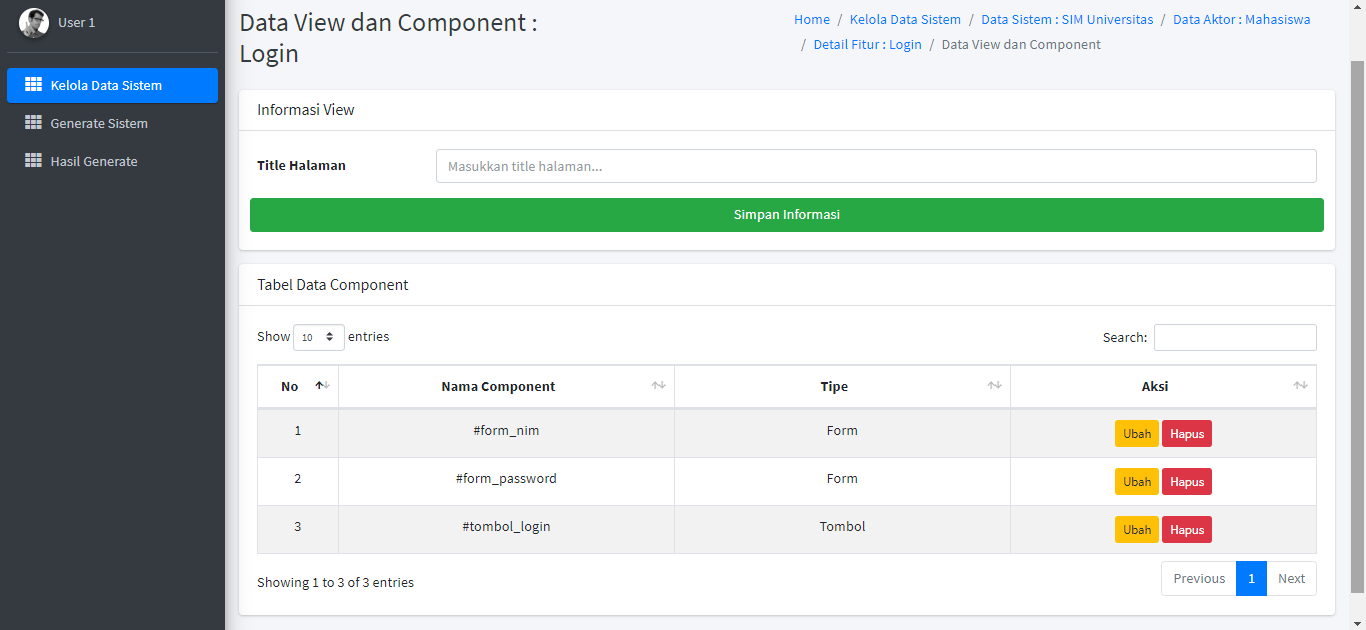 User 1
Kelola Data Sistem
Generate Sistem
Hasil Generate
Data View dan Component :
Login
Home / Kelola Data Sistem / Data Sistem : SIM Universitas / Data Aktor : Mahasiswa
/ Detail Fitur : Login / Data View dan Component
Informasi View
Title Halaman Masukkan title halaman...
Simpan Informasi
Tabel Data Component
Show 10 entries Search:
No Nama Component Tipe Aksi
1 #form_nim Form Ubah Hapus
2 #form_password Form Ubah Hapus
3 #tombol_login Tombol Ubah Hapus
Showing 1 to 3 of 3 entries Previous 1 Next